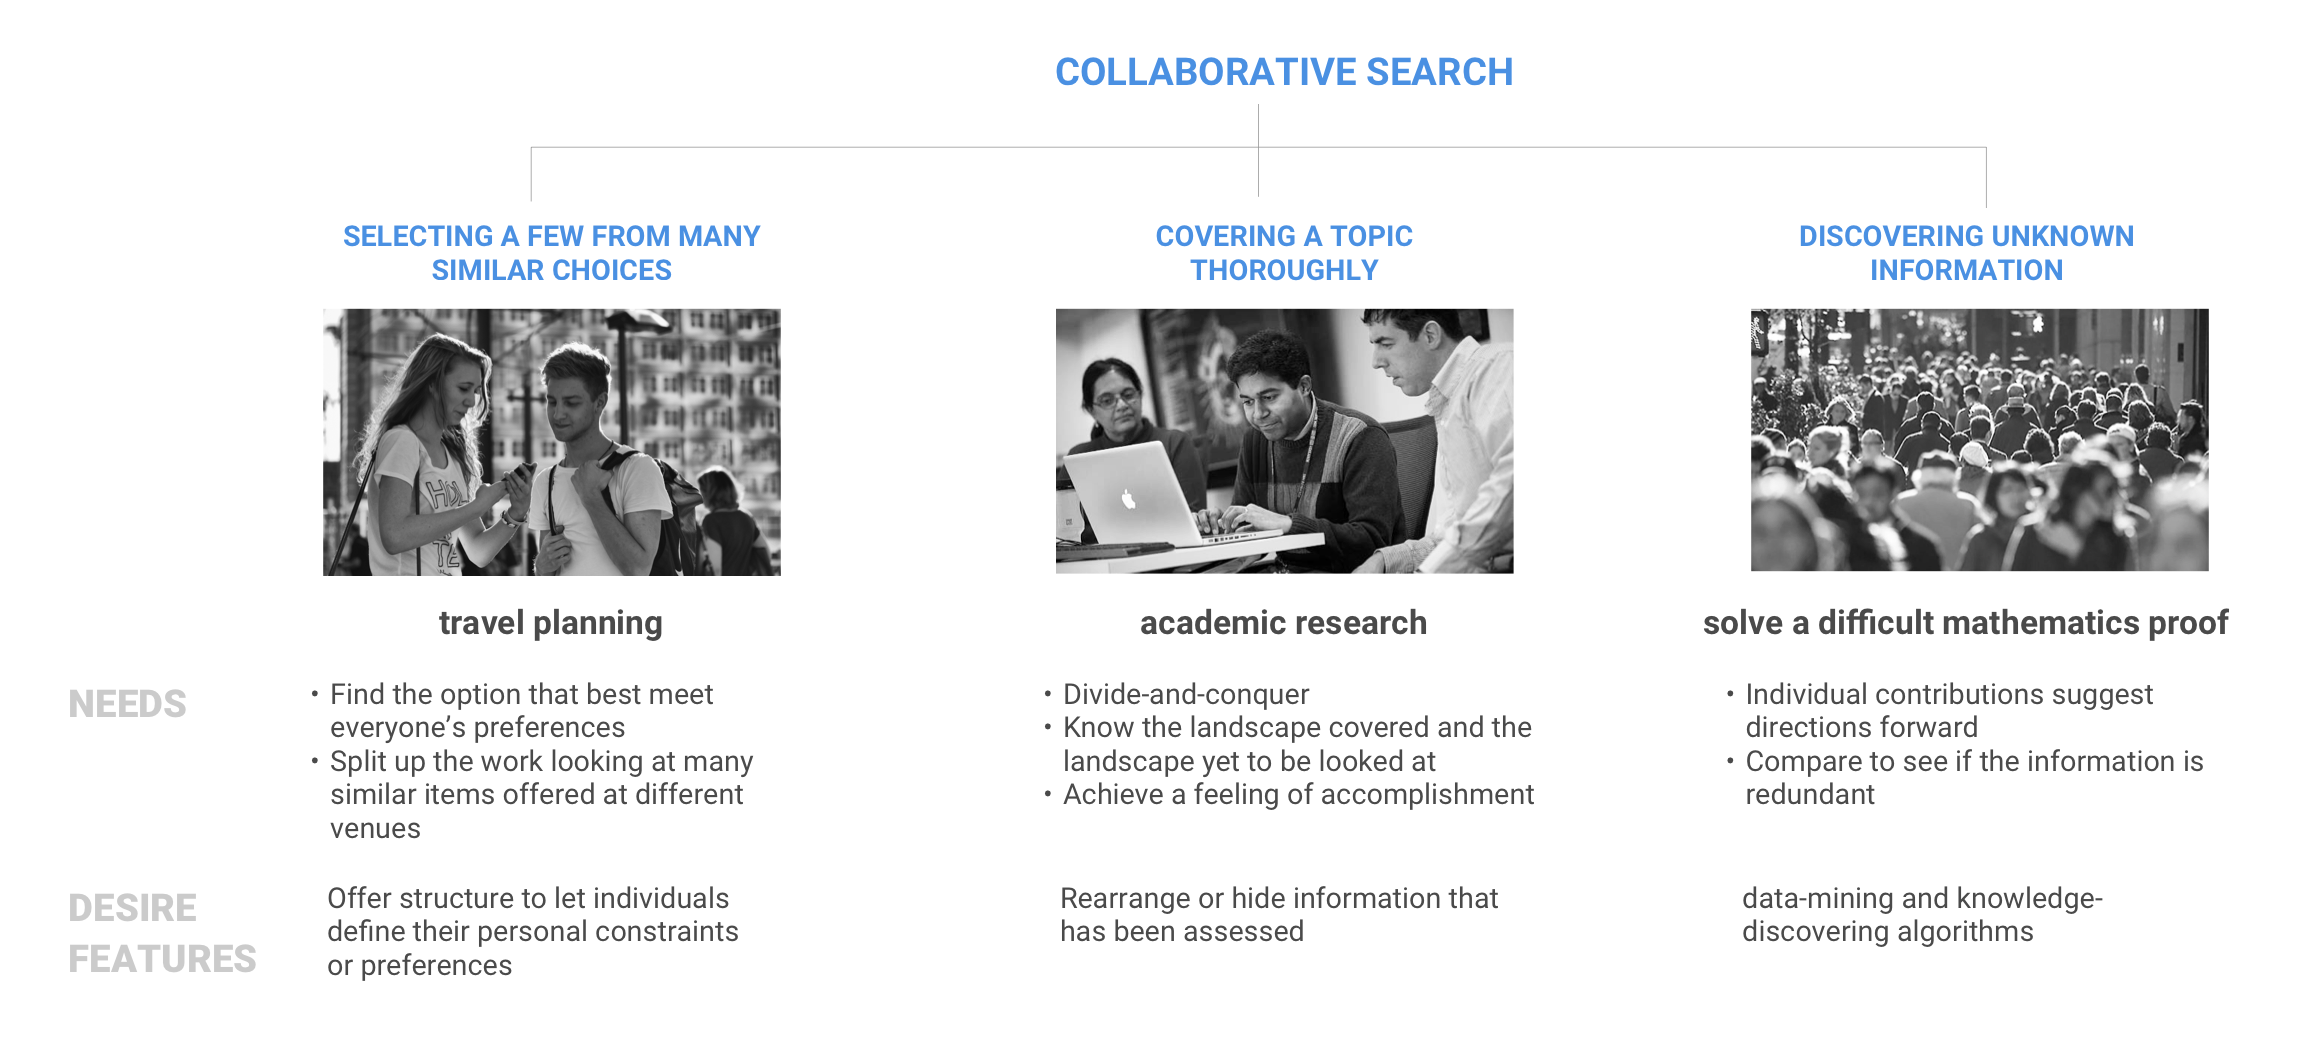 COLLABORATIVE SEARCH
SELECTING A FEW FROM MANY
SIMILAR CHOICES
COVERING A TOPIC
THOROUGHLY
DISCOVERING UNKNOWN
INFORMATION
travel planning
academic research
solve a difficult mathematics proof
NEEDS
• Find the option that best meet
everyone’s preferences
• Split up the work looking at many
similar items offered at different
venues
• Divide-and-conquer
• Know the landscape covered and the
landscape yet to be looked at
• Achieve a feeling of accomplishment
• Individual contributions suggest
directions forward
• Compare to see if the information is
redundant
DESIRE
FEATURES
Offer structure to let individuals
define their personal constraints
or preferences
Rearrange or hide information that
has been assessed
data-mining and knowledge-
discovering algorithms